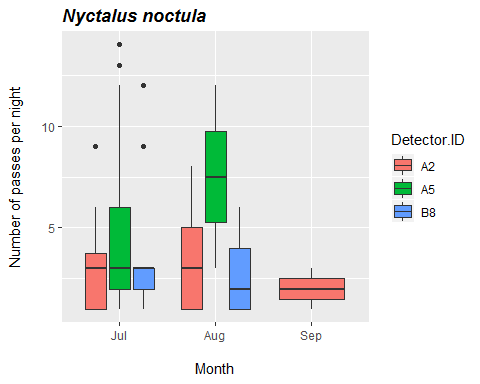 Nyctalus noctula
Number of passes per night
10
5
Jul
Aug
Sep
Month
Detector.ID
A2
A5
B8